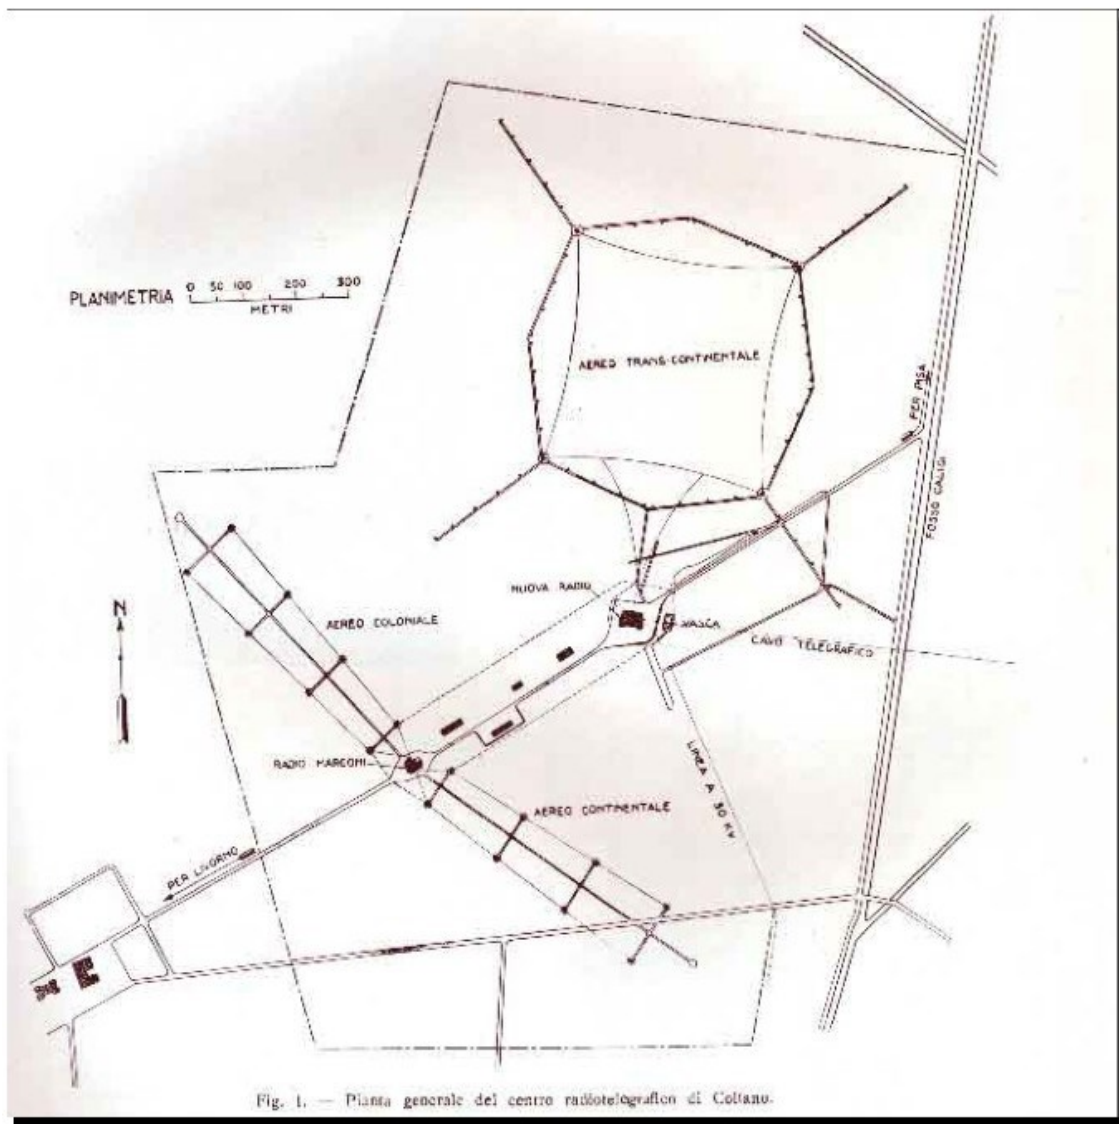 PLANIMETRIA
0 50 100 200 300
METRI
AEREO TRANS-CONTINENTALE
PER PISA
FOSSO CALIGI
N
AEREO COLONIALE
NUOVA RADIO
VASCA
CAVO TELEGRAFICO
RADIO MARCONI
LINEA A 30 KV
AEREO CONTINENTALE
PER LIVORNO
Fig. 1. — Pianta generale del centro radiotelegrafico di Coltano.